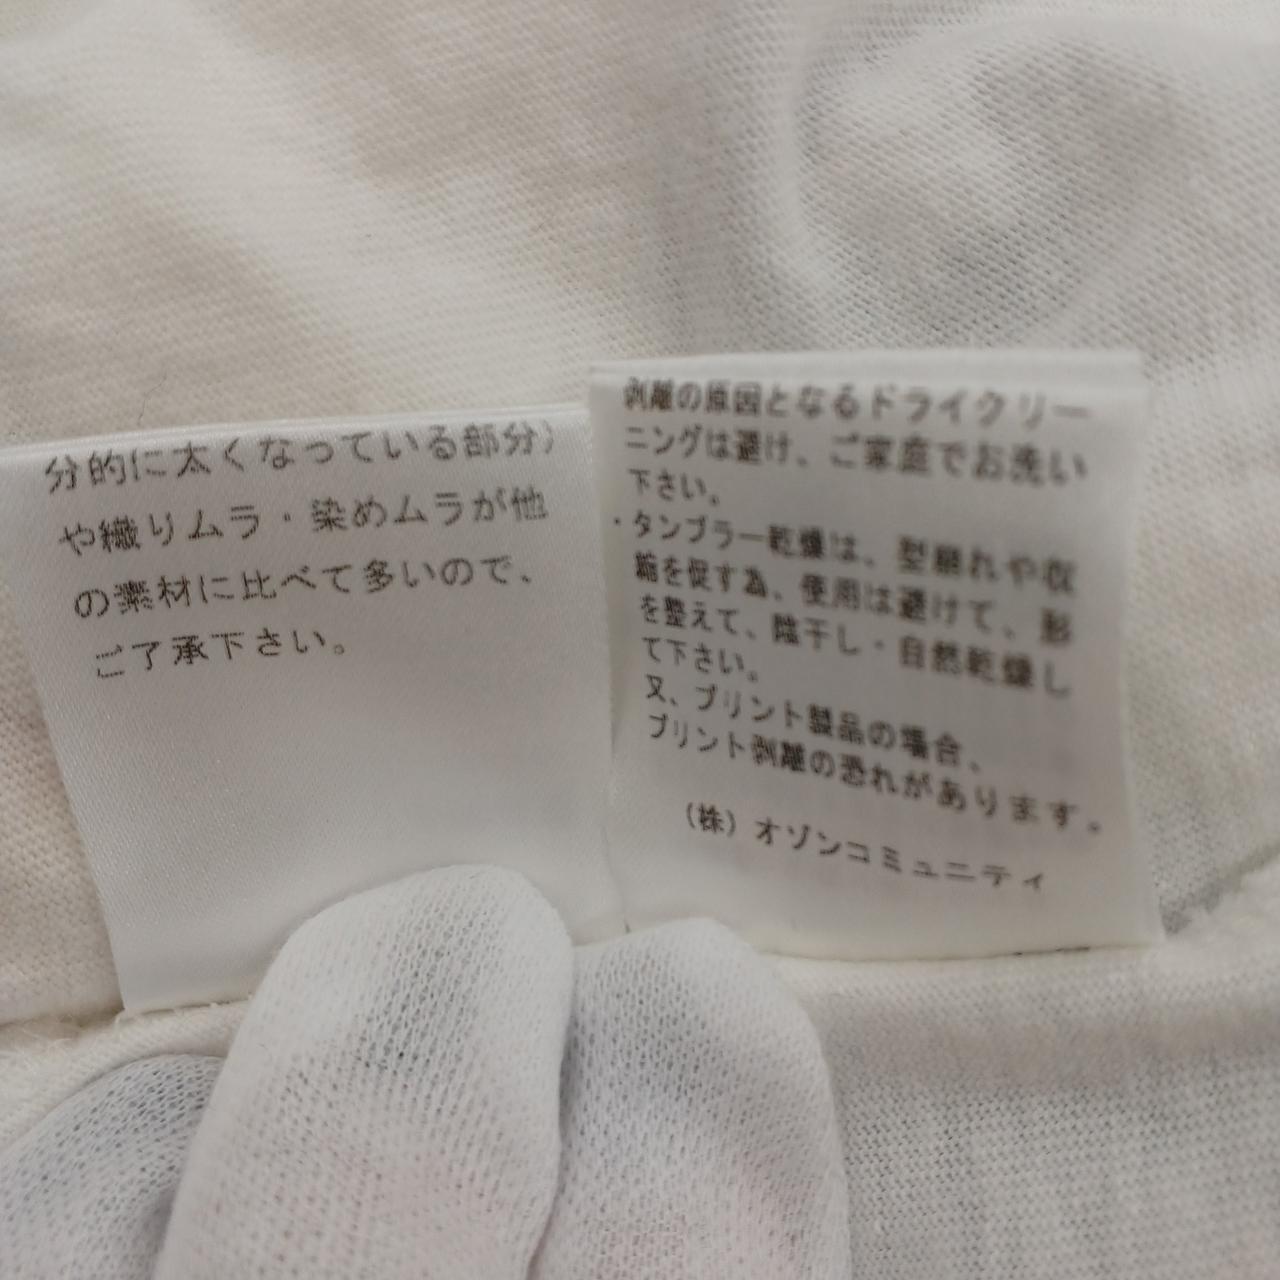 分的に太くなっている部分）
や織りムラ・染めムラが他
の素材に比べて多いので、
ご了承下さい。
剥離の原因となるドライクリー
ニングは避け、ご家庭でお洗い
下さい。
・タンブラー乾燥は、型崩れや収
縮を促す為、使用は避けて、形
を整えて、陰干し・自然乾燥し
て下さい。
又、プリント製品の場合、
プリント剥離の恐れがあります。
（株）オゾンコミュニティ